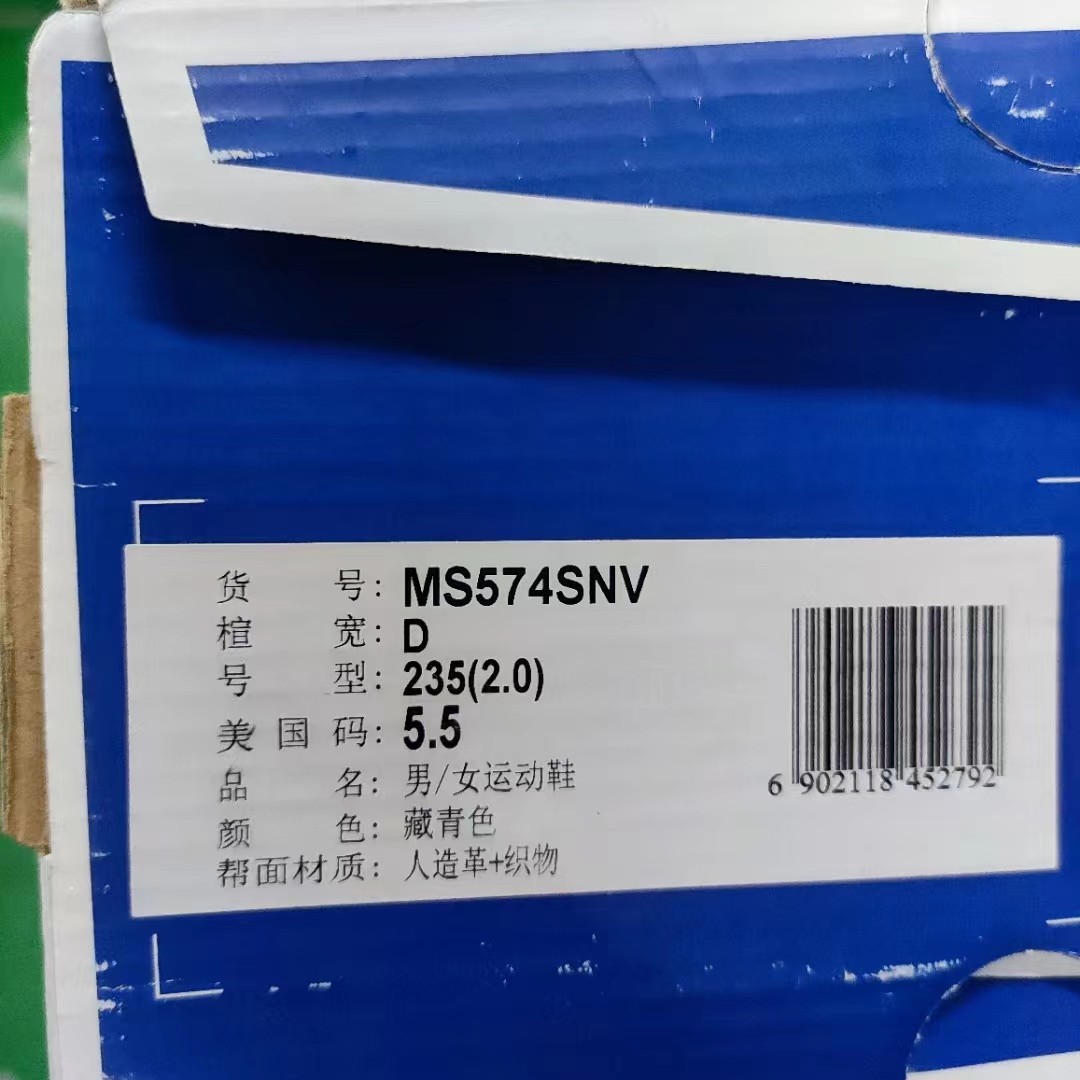 货号：MS574SNV
楦宽：D
号型：235(2.0)
美国码：5.5
品名：男/女运动鞋
颜色：藏青色
帮面材质：人造革+织物
6 902118 452792